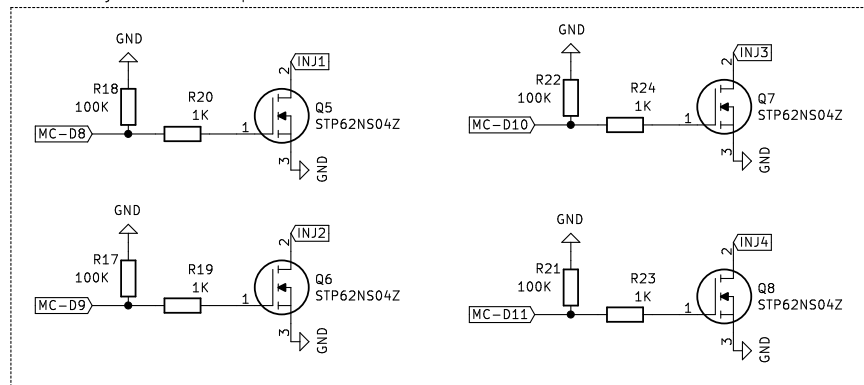 GND
INJ1
2
R18
100K
R20
1K
Q5
STP62NS04Z
MC-D8
1
3
GND
GND
INJ3
2
R22
100K
R24
1K
Q7
STP62NS04Z
MC-D10
1
3
GND
GND
INJ2
2
R17
100K
R19
1K
Q6
STP62NS04Z
MC-D9
1
3
GND
GND
INJ4
2
R21
100K
R23
1K
Q8
STP62NS04Z
MC-D11
1
3
GND